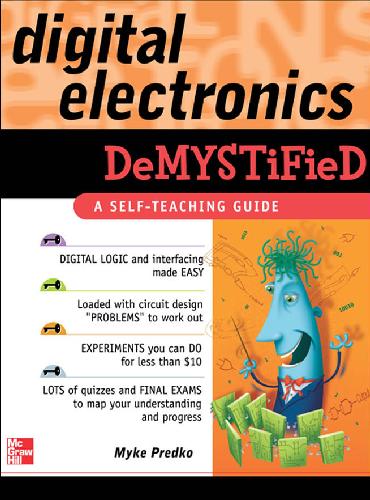 digital
electronics
DeMYSTiFieD
A SELF-TEACHING GUIDE
DIGITAL LOGIC and interfacing
made EASY
Loaded with circuit design
"PROBLEMS" to work out
EXPERIMENTS you can DO
for less than $10
LOTS of quizzes and FINAL EXAMS
to map your understanding
and progress
Mc
Graw
Hill
Myke Predko